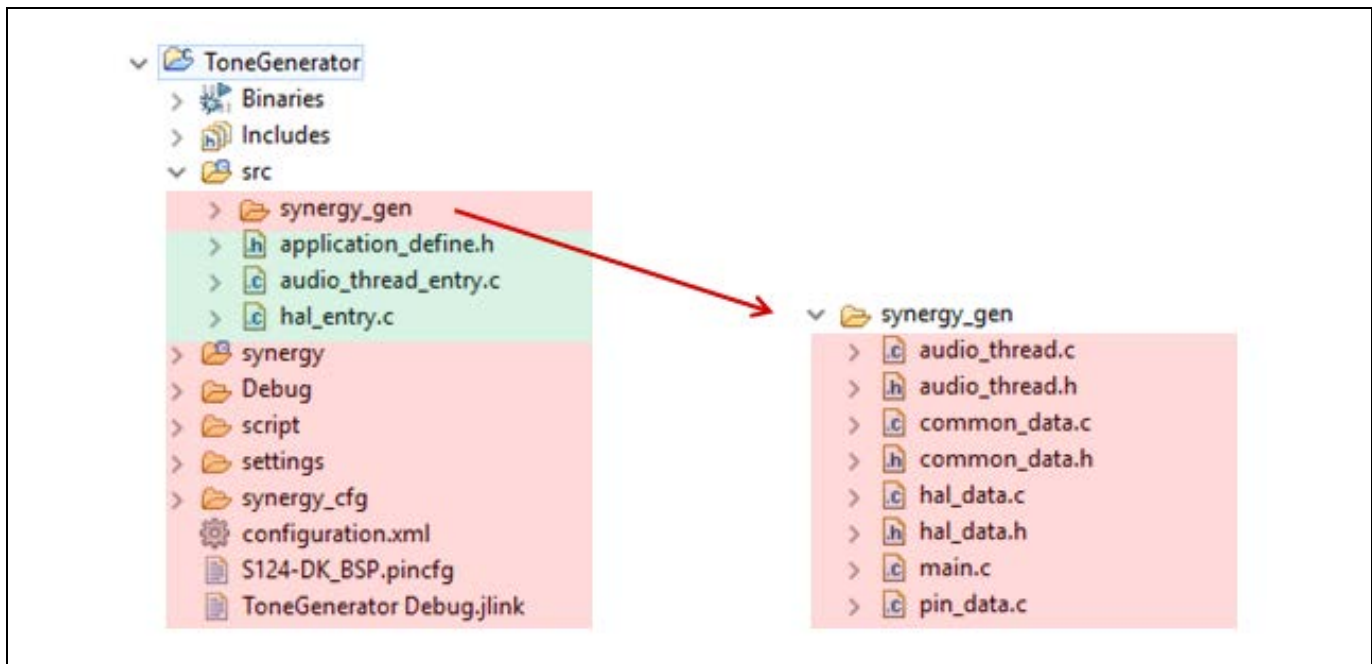 ToneGenerator
Binaries
Includes
src
synergy_gen
application_define.h
audio_thread_entry.c
hal_entry.c
synergy
Debug
script
settings
synergy_cfg
configuration.xml
S124-DK_BSP.pincfg
ToneGenerator Debug.jlink
synergy_gen
audio_thread.c
audio_thread.h
common_data.c
common_data.h
hal_data.c
hal_data.h
main.c
pin_data.c